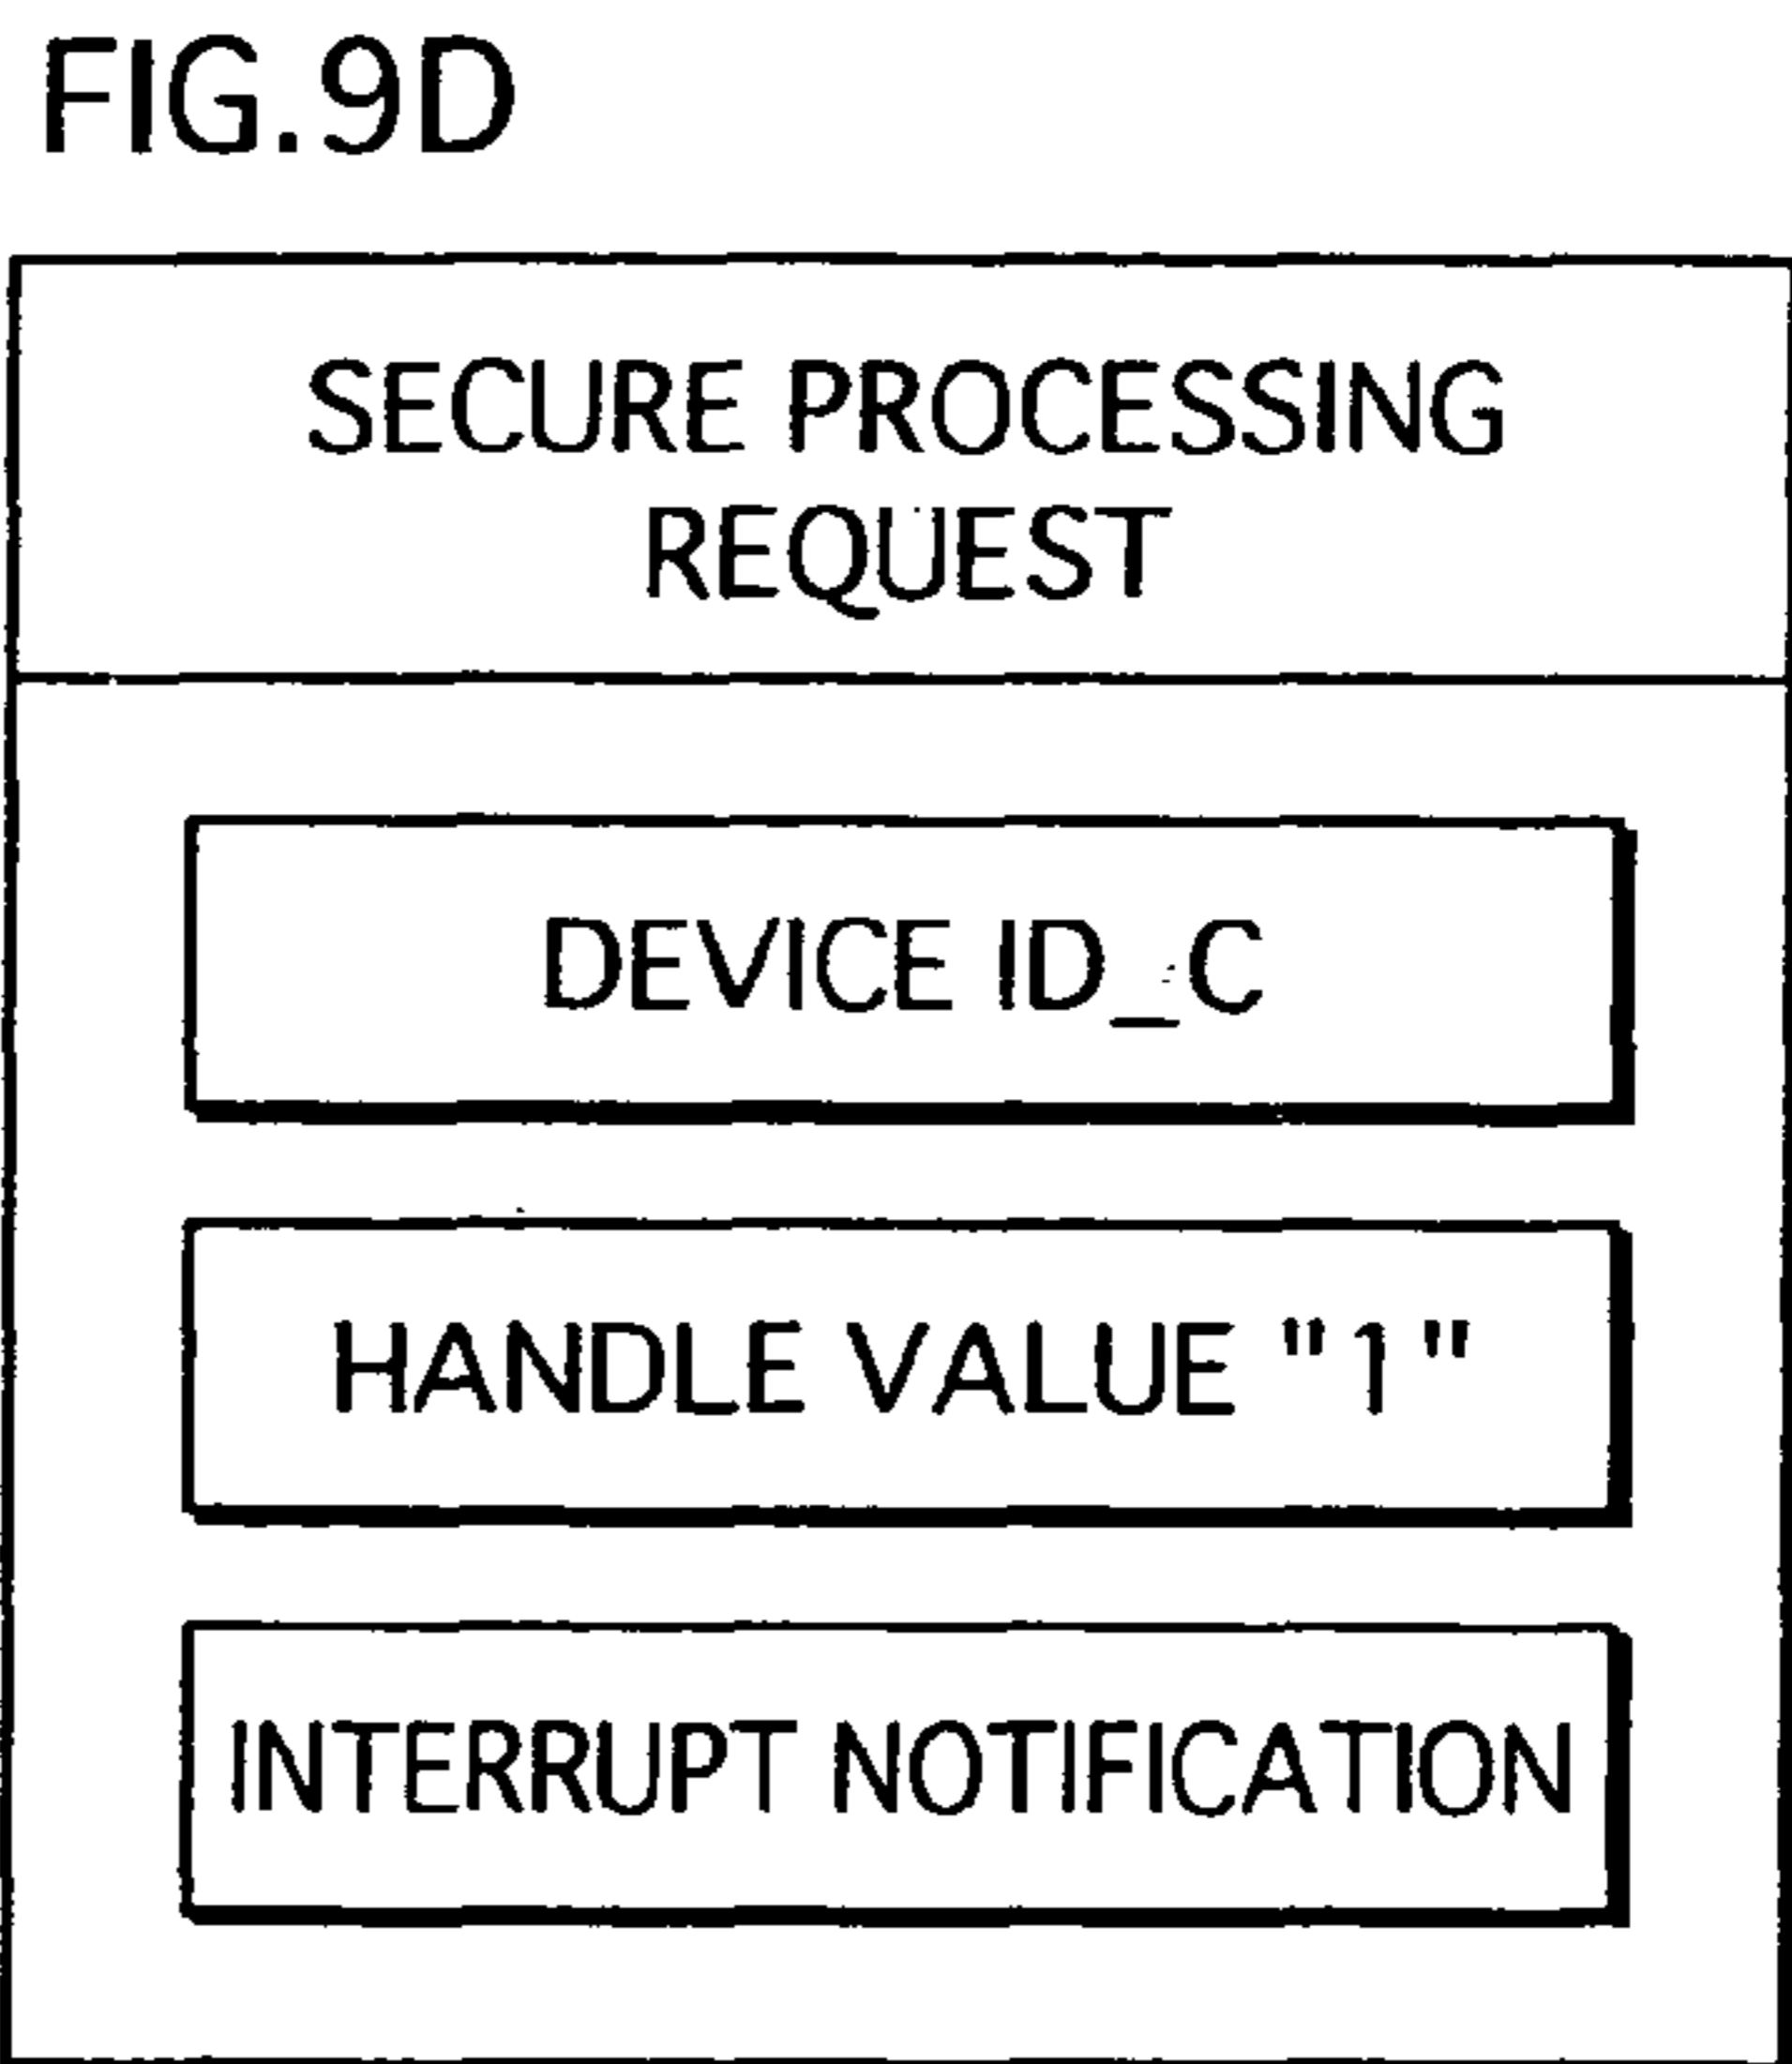 FIG.9D
SECURE PROCESSING
REQUEST
DEVICE ID_C
HANDLE VALUE "1"
INTERRUPT NOTIFICATION